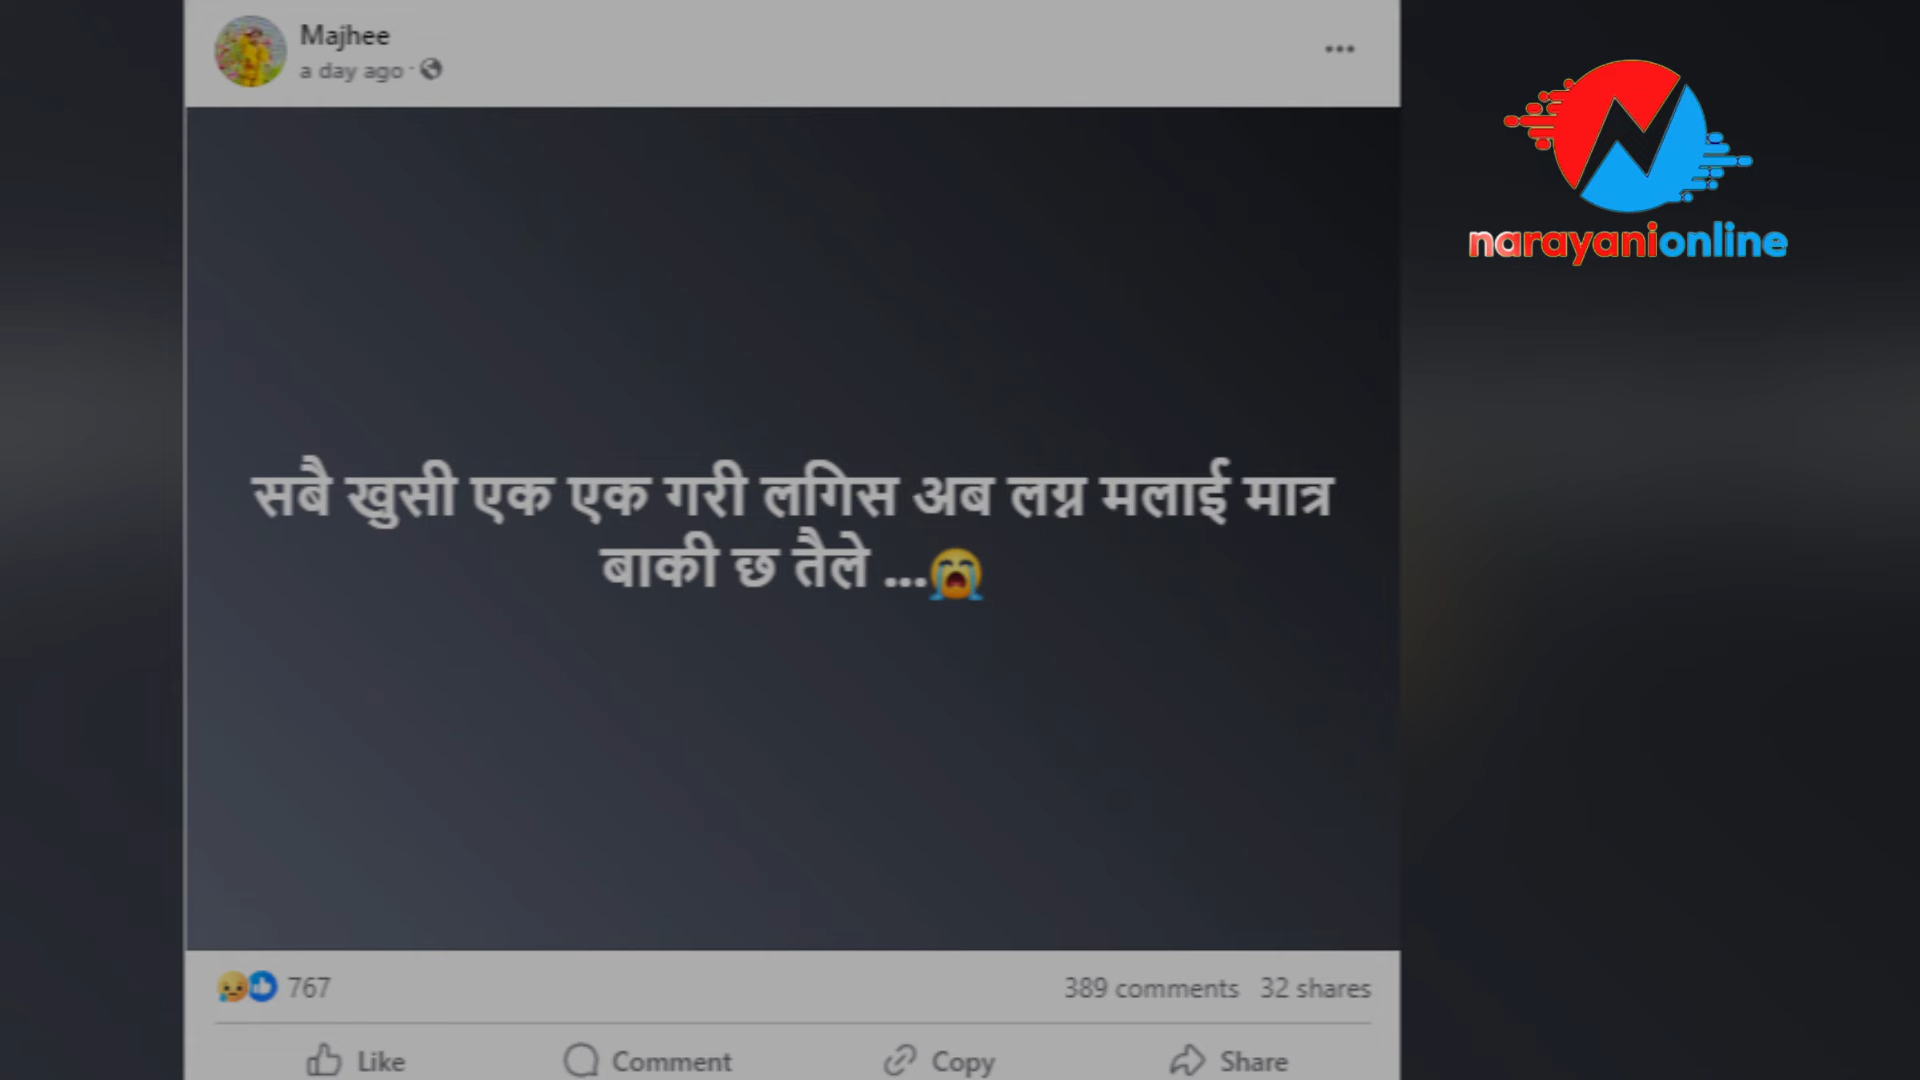 Majhee
a day ago ·
narayanionline
सबै खुसी एक एक गरी लगिस अब लग्न मलाई मात्र
बाकी छ तैले ...😭
767
389 comments 32 shares
Like Comment Copy Share